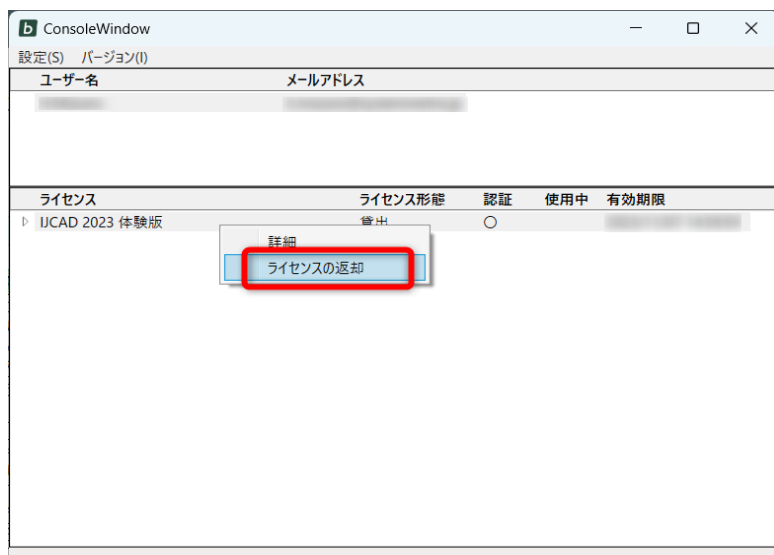 b ConsoleWindow
設定(S) バージョン(I)
ユーザー名 メールアドレス
ライセンス ライセンス形態 認証 使用中 有効期限
IJCAD 2023 体験版 貸出 〇
詳細
ライセンスの返却